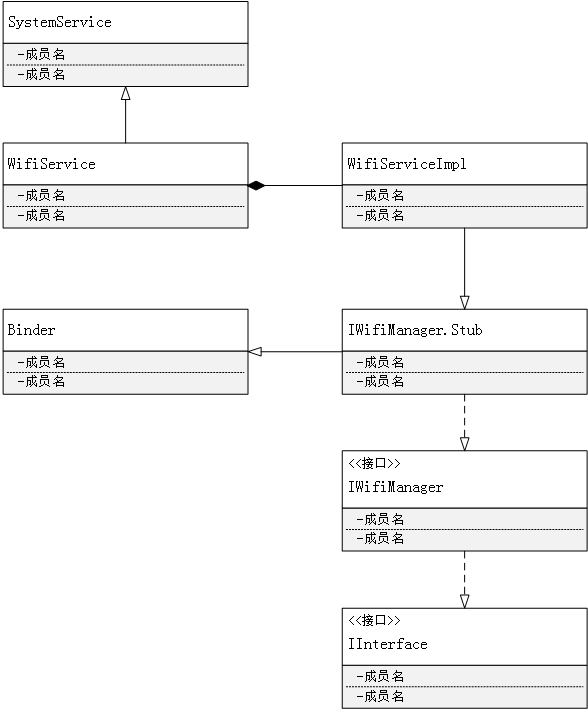 SystemService
-成员名
-成员名
WifiService
-成员名
-成员名
WifiServiceImpl
-成员名
-成员名
Binder
-成员名
-成员名
IWifiManager.Stub
-成员名
-成员名
<<接口>>
IWifiManager
-成员名
-成员名
<<接口>>
IInterface
-成员名
-成员名